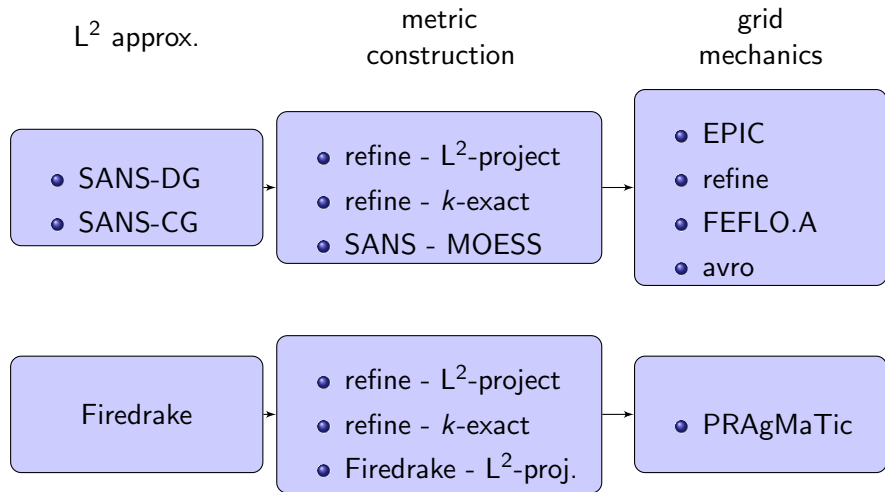 L² approx.
metric
construction
grid
mechanics
SANS-DG
SANS-CG
refine - L²-project
refine - k-exact
SANS - MOESS
EPIC
refine
FEFLO.A
avro
Firedrake
refine - L²-project
refine - k-exact
Firedrake - L²-proj.
PRAgMaTic